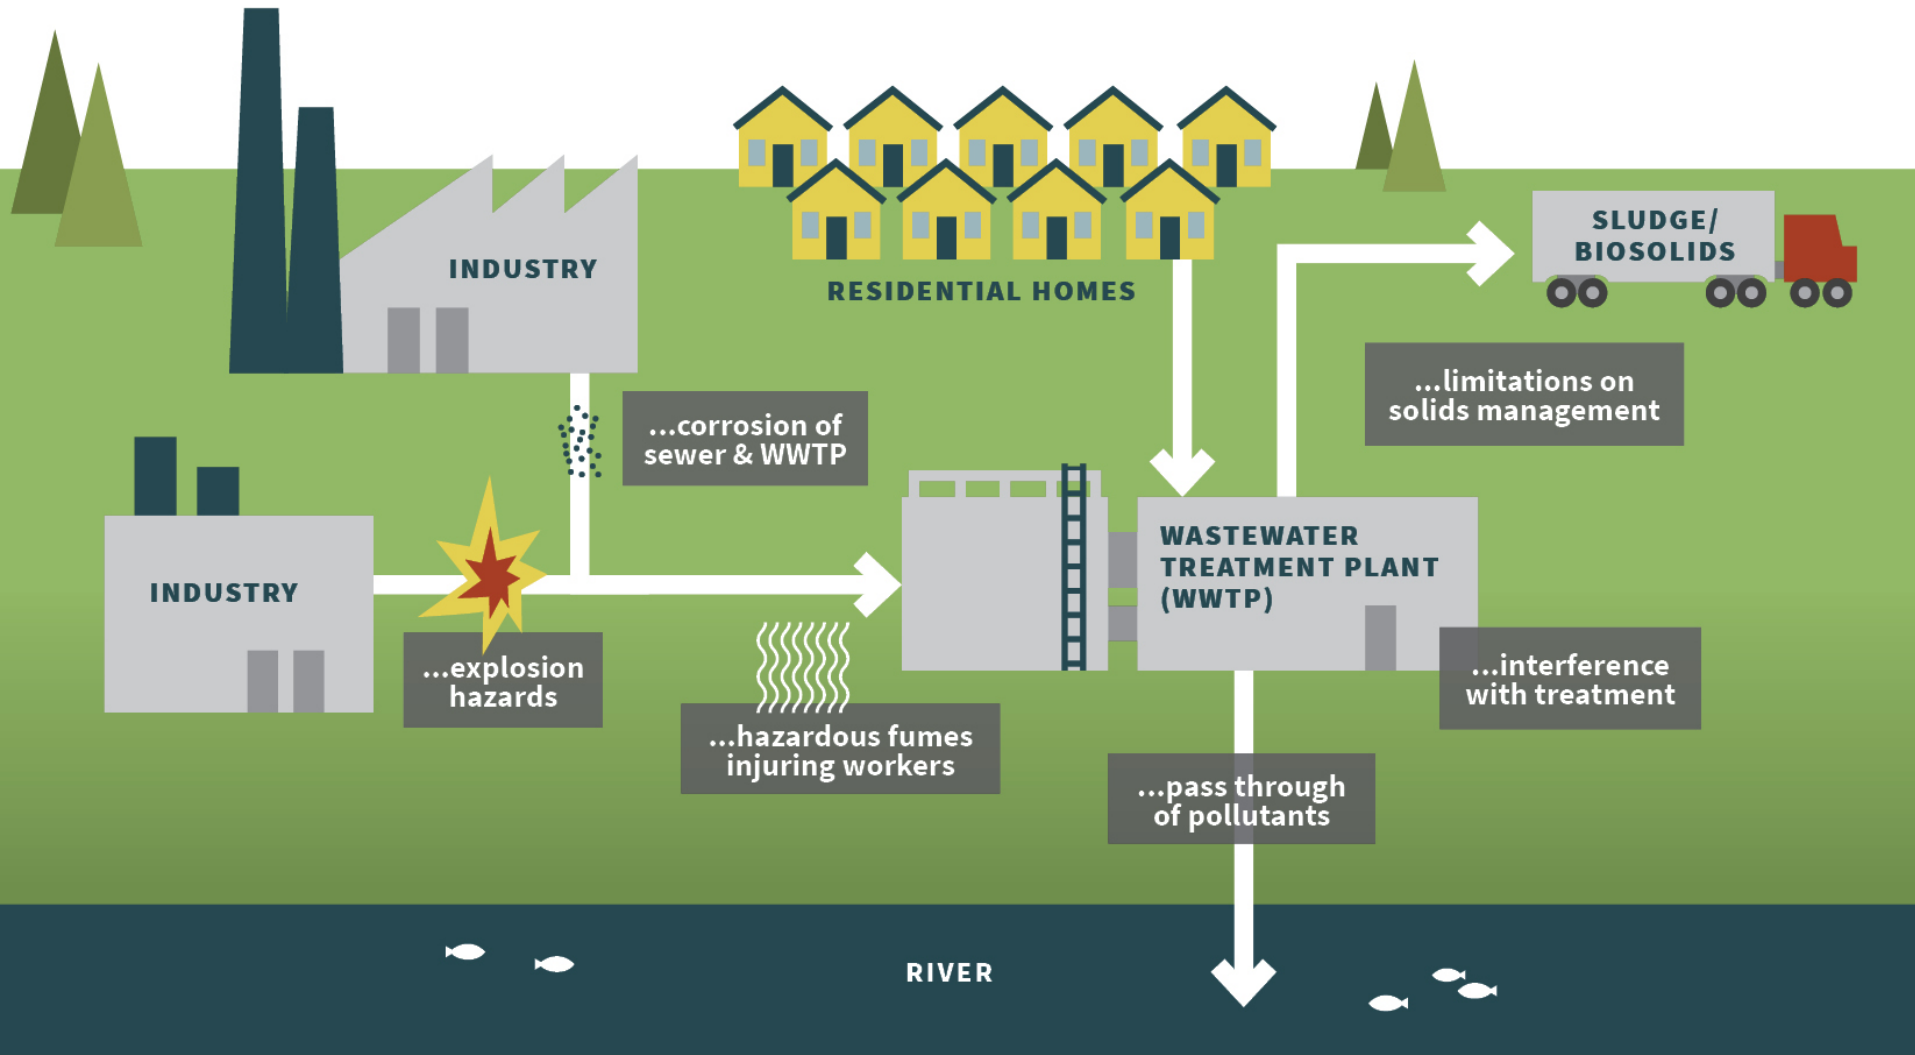 INDUSTRY
RESIDENTIAL HOMES
SLUDGE/
BIOSOLIDS
...limitations on
solids management
...corrosion of
sewer & WWTP
INDUSTRY
WASTEWATER
TREATMENT PLANT
(WWTP)
...explosion
hazards
...hazardous fumes
injuring workers
...interference
with treatment
...pass through
of pollutants
RIVER